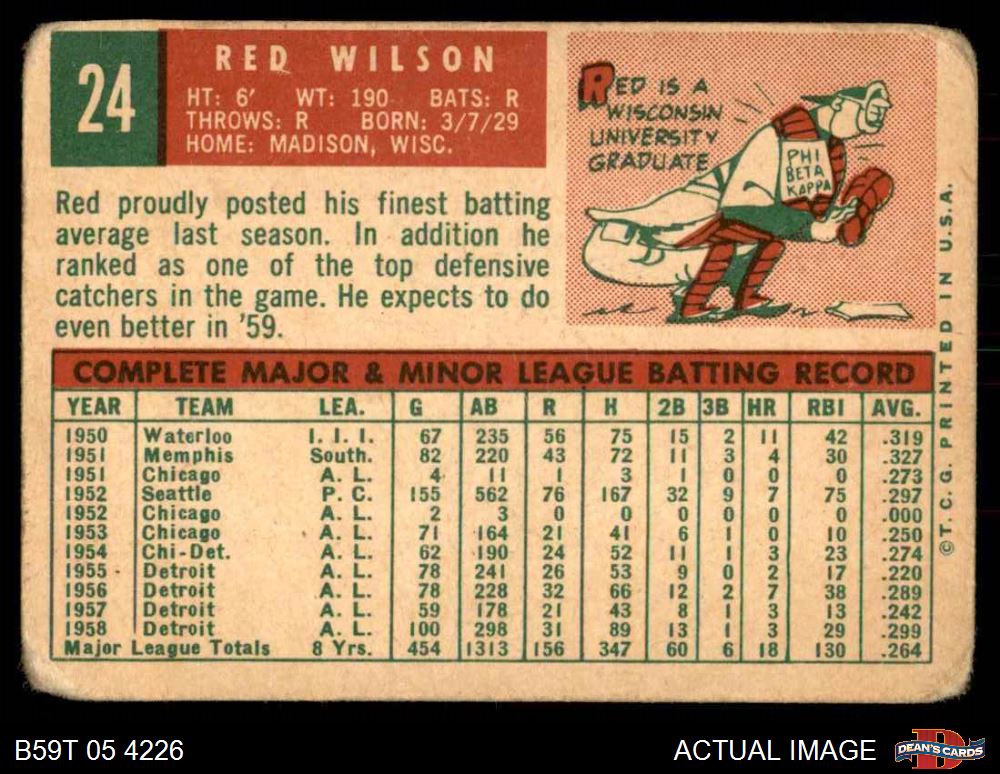 24
RED WILSON
HT: 6' WT: 190 BATS: R
THROWS: R BORN: 3/7/29
HOME: MADISON, WISC.
RED IS A
WISCONSIN
UNIVERSITY
GRADUATE
PHI
BETA
KAPPA
Red proudly posted his finest batting
average last season. In addition he
ranked as one of the top defensive
catchers in the game. He expects to do
even better in '59.
COMPLETE MAJOR & MINOR LEAGUE BATTING RECORD
YEAR TEAM LEA. G AB R H 2B 3B HR RBI AVG.
1950 Waterloo I. I. I. 67 235 56 75 15 2 11 42 .319
1951 Memphis South. 82 220 43 72 11 3 4 30 .327
1951 Chicago A. L. 4 11 1 3 1 0 0 0 .273
1952 Seattle P. C. 155 562 76 167 32 9 7 75 .297
1952 Chicago A. L. 2 3 0 0 0 0 0 0 .000
1953 Chicago A. L. 71 164 21 41 6 1 0 10 .250
1954 Chi-Det. A. L. 62 190 24 52 11 1 3 23 .274
1955 Detroit A. L. 78 241 26 53 9 0 2 17 .220
1956 Detroit A. L. 78 228 32 66 12 2 7 38 .289
1957 Detroit A. L. 59 178 21 43 8 1 3 13 .242
1958 Detroit A. L. 100 298 31 89 13 1 3 29 .299
Major League Totals 8 Yrs. 454 1313 156 347 60 6 18 130 .264
©T. C. G. PRINTED IN U.S.A.
B59T 05 4226
ACTUAL IMAGE
DEAN'S CARDS